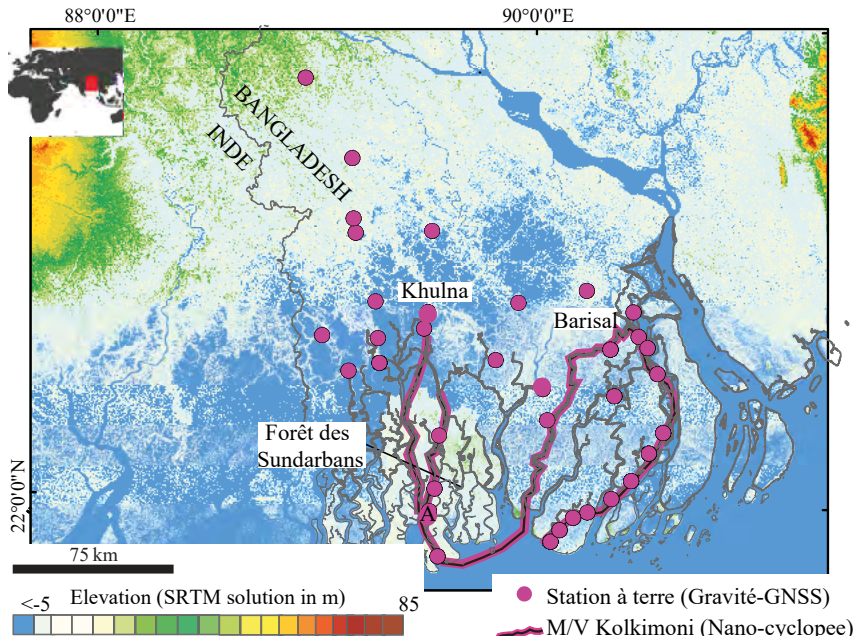 88°0'0"E
90°0'0"E
BANGLADESH
INDE
Khulna
Barisal
Forêt des
Sundarbans
A
22°0'0"N
75 km
Elevation (SRTM solution in m)
<-5
85
Station à terre (Gravité-GNSS)
M/V Kolkimoni (Nano-cyclopee)